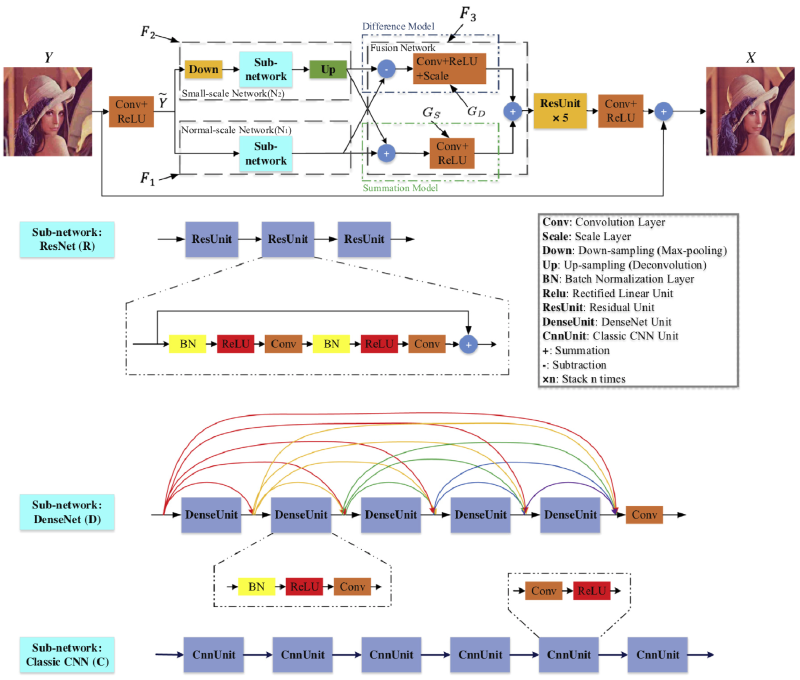 F₃
Difference Model
F₂
Fusion Network
Y
X
Down
Sub-
network
Up
-
Conv+ReLU
+Scale
Small-scale Network(N₂)
Ỹ
Conv+
ReLU
G_S
G_D
+
ResUnit
× 5
Conv+
ReLU
+
Normal-scale Network(N₁)
Sub-
network
+
Conv+
ReLU
F₁
Summation Model
Sub-network:
ResNet (R)
ResUnit
ResUnit
ResUnit
BN
ReLU
Conv
BN
ReLU
Conv
+
Conv: Convolution Layer
Scale: Scale Layer
Down: Down-sampling (Max-pooling)
Up: Up-sampling (Deconvolution)
BN: Batch Normalization Layer
Relu: Rectified Linear Unit
ResUnit: Residual Unit
DenseUnit: DenseNet Unit
CnnUnit: Classic CNN Unit
+: Summation
-: Subtraction
×n: Stack n times
Sub-network:
DenseNet (D)
DenseUnit
DenseUnit
DenseUnit
DenseUnit
DenseUnit
Conv
BN
ReLU
Conv
Conv
ReLU
Sub-network:
Classic CNN (C)
CnnUnit
CnnUnit
CnnUnit
CnnUnit
CnnUnit
CnnUnit